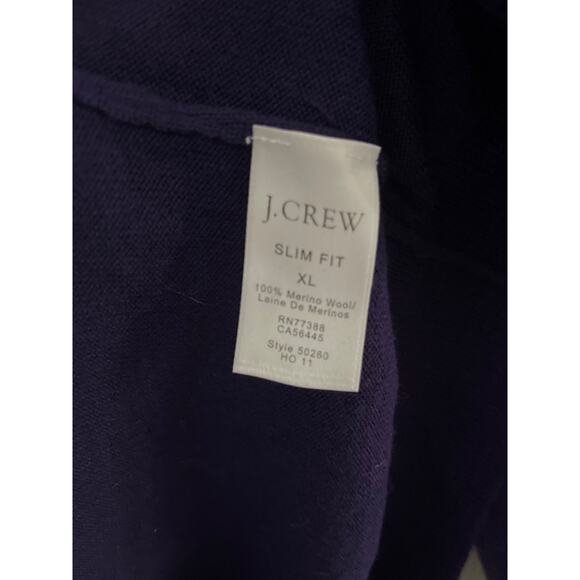 J.CREW
SLIM FIT
XL
100% Merino Wool/
Laine De Merinos
RN77388
CA56445
Style 50260
HO 11